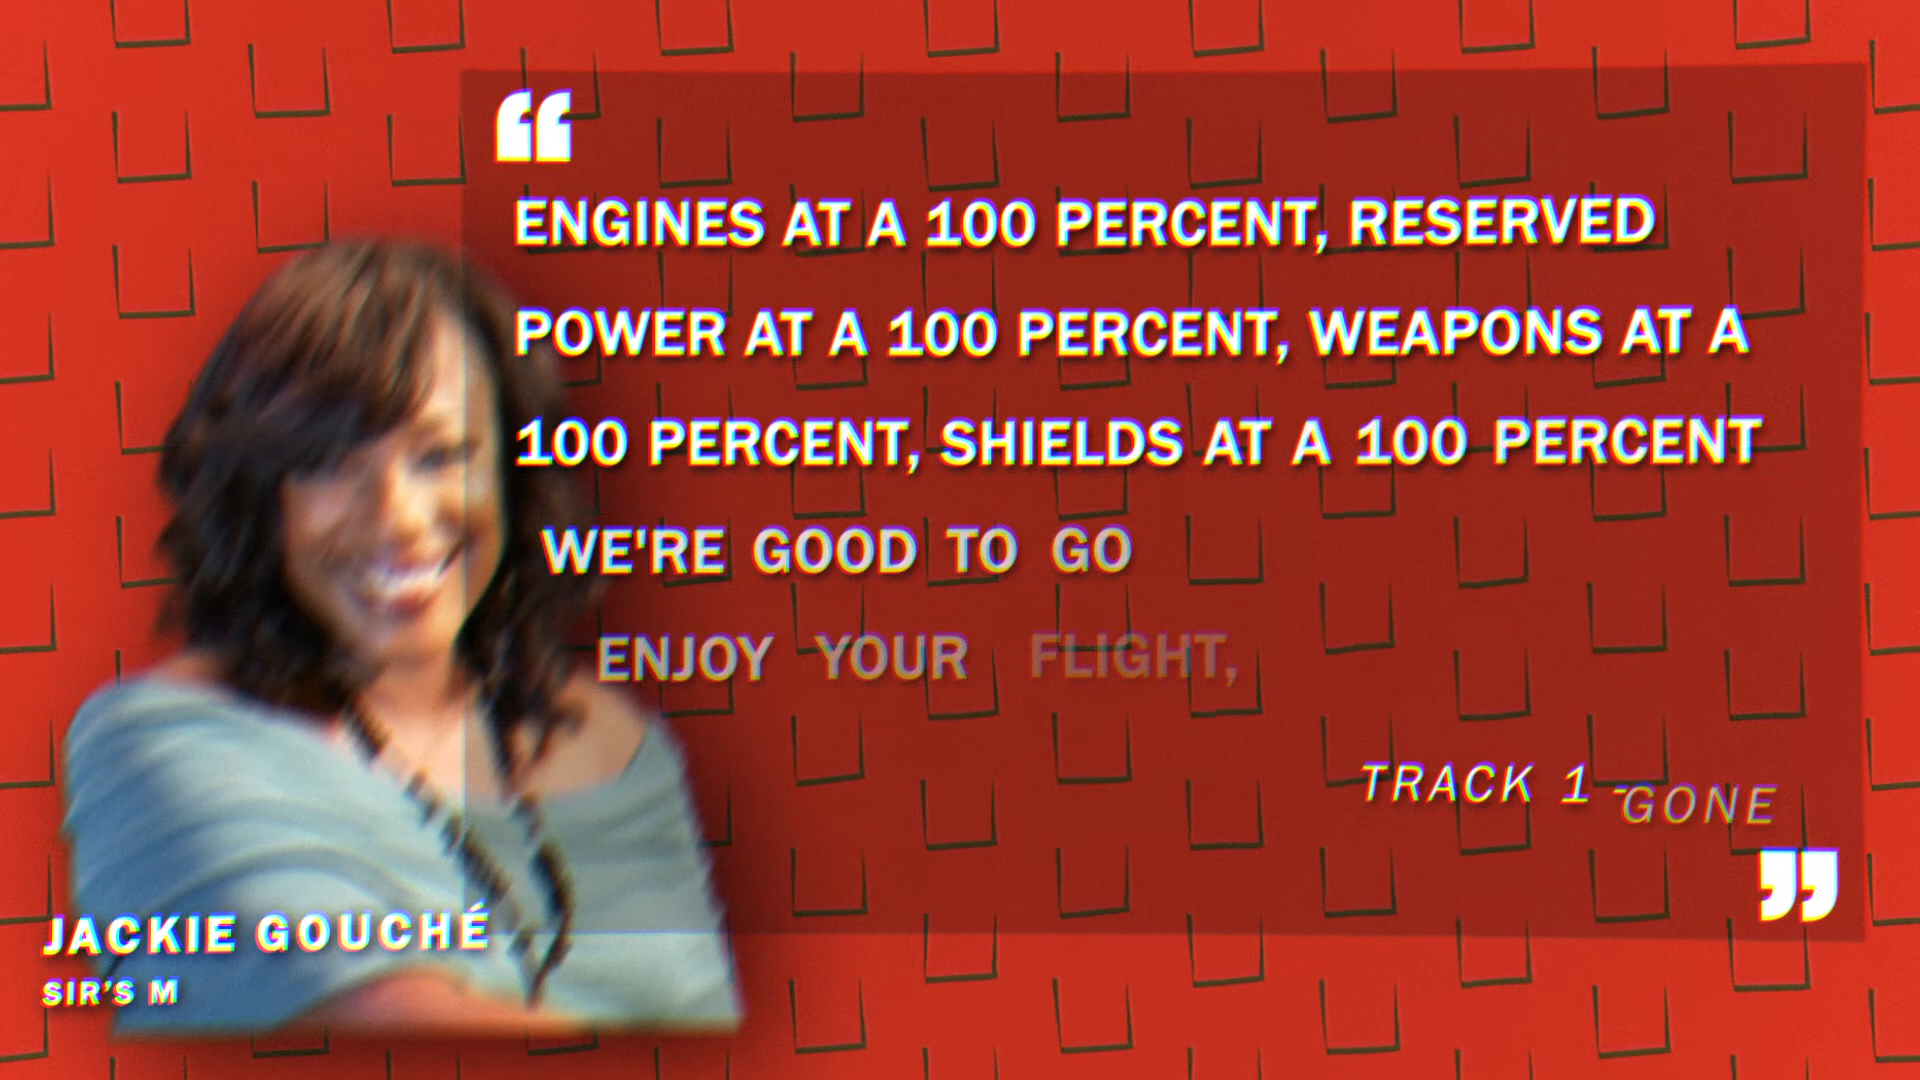 “
ENGINES AT A 100 PERCENT, RESERVED
POWER AT A 100 PERCENT, WEAPONS AT A
100 PERCENT, SHIELDS AT A 100 PERCENT
WE'RE GOOD TO GO
ENJOY YOUR FLIGHT,
TRACK 1 - GONE
”
JACKIE GOUCHÉ
SIR’S M